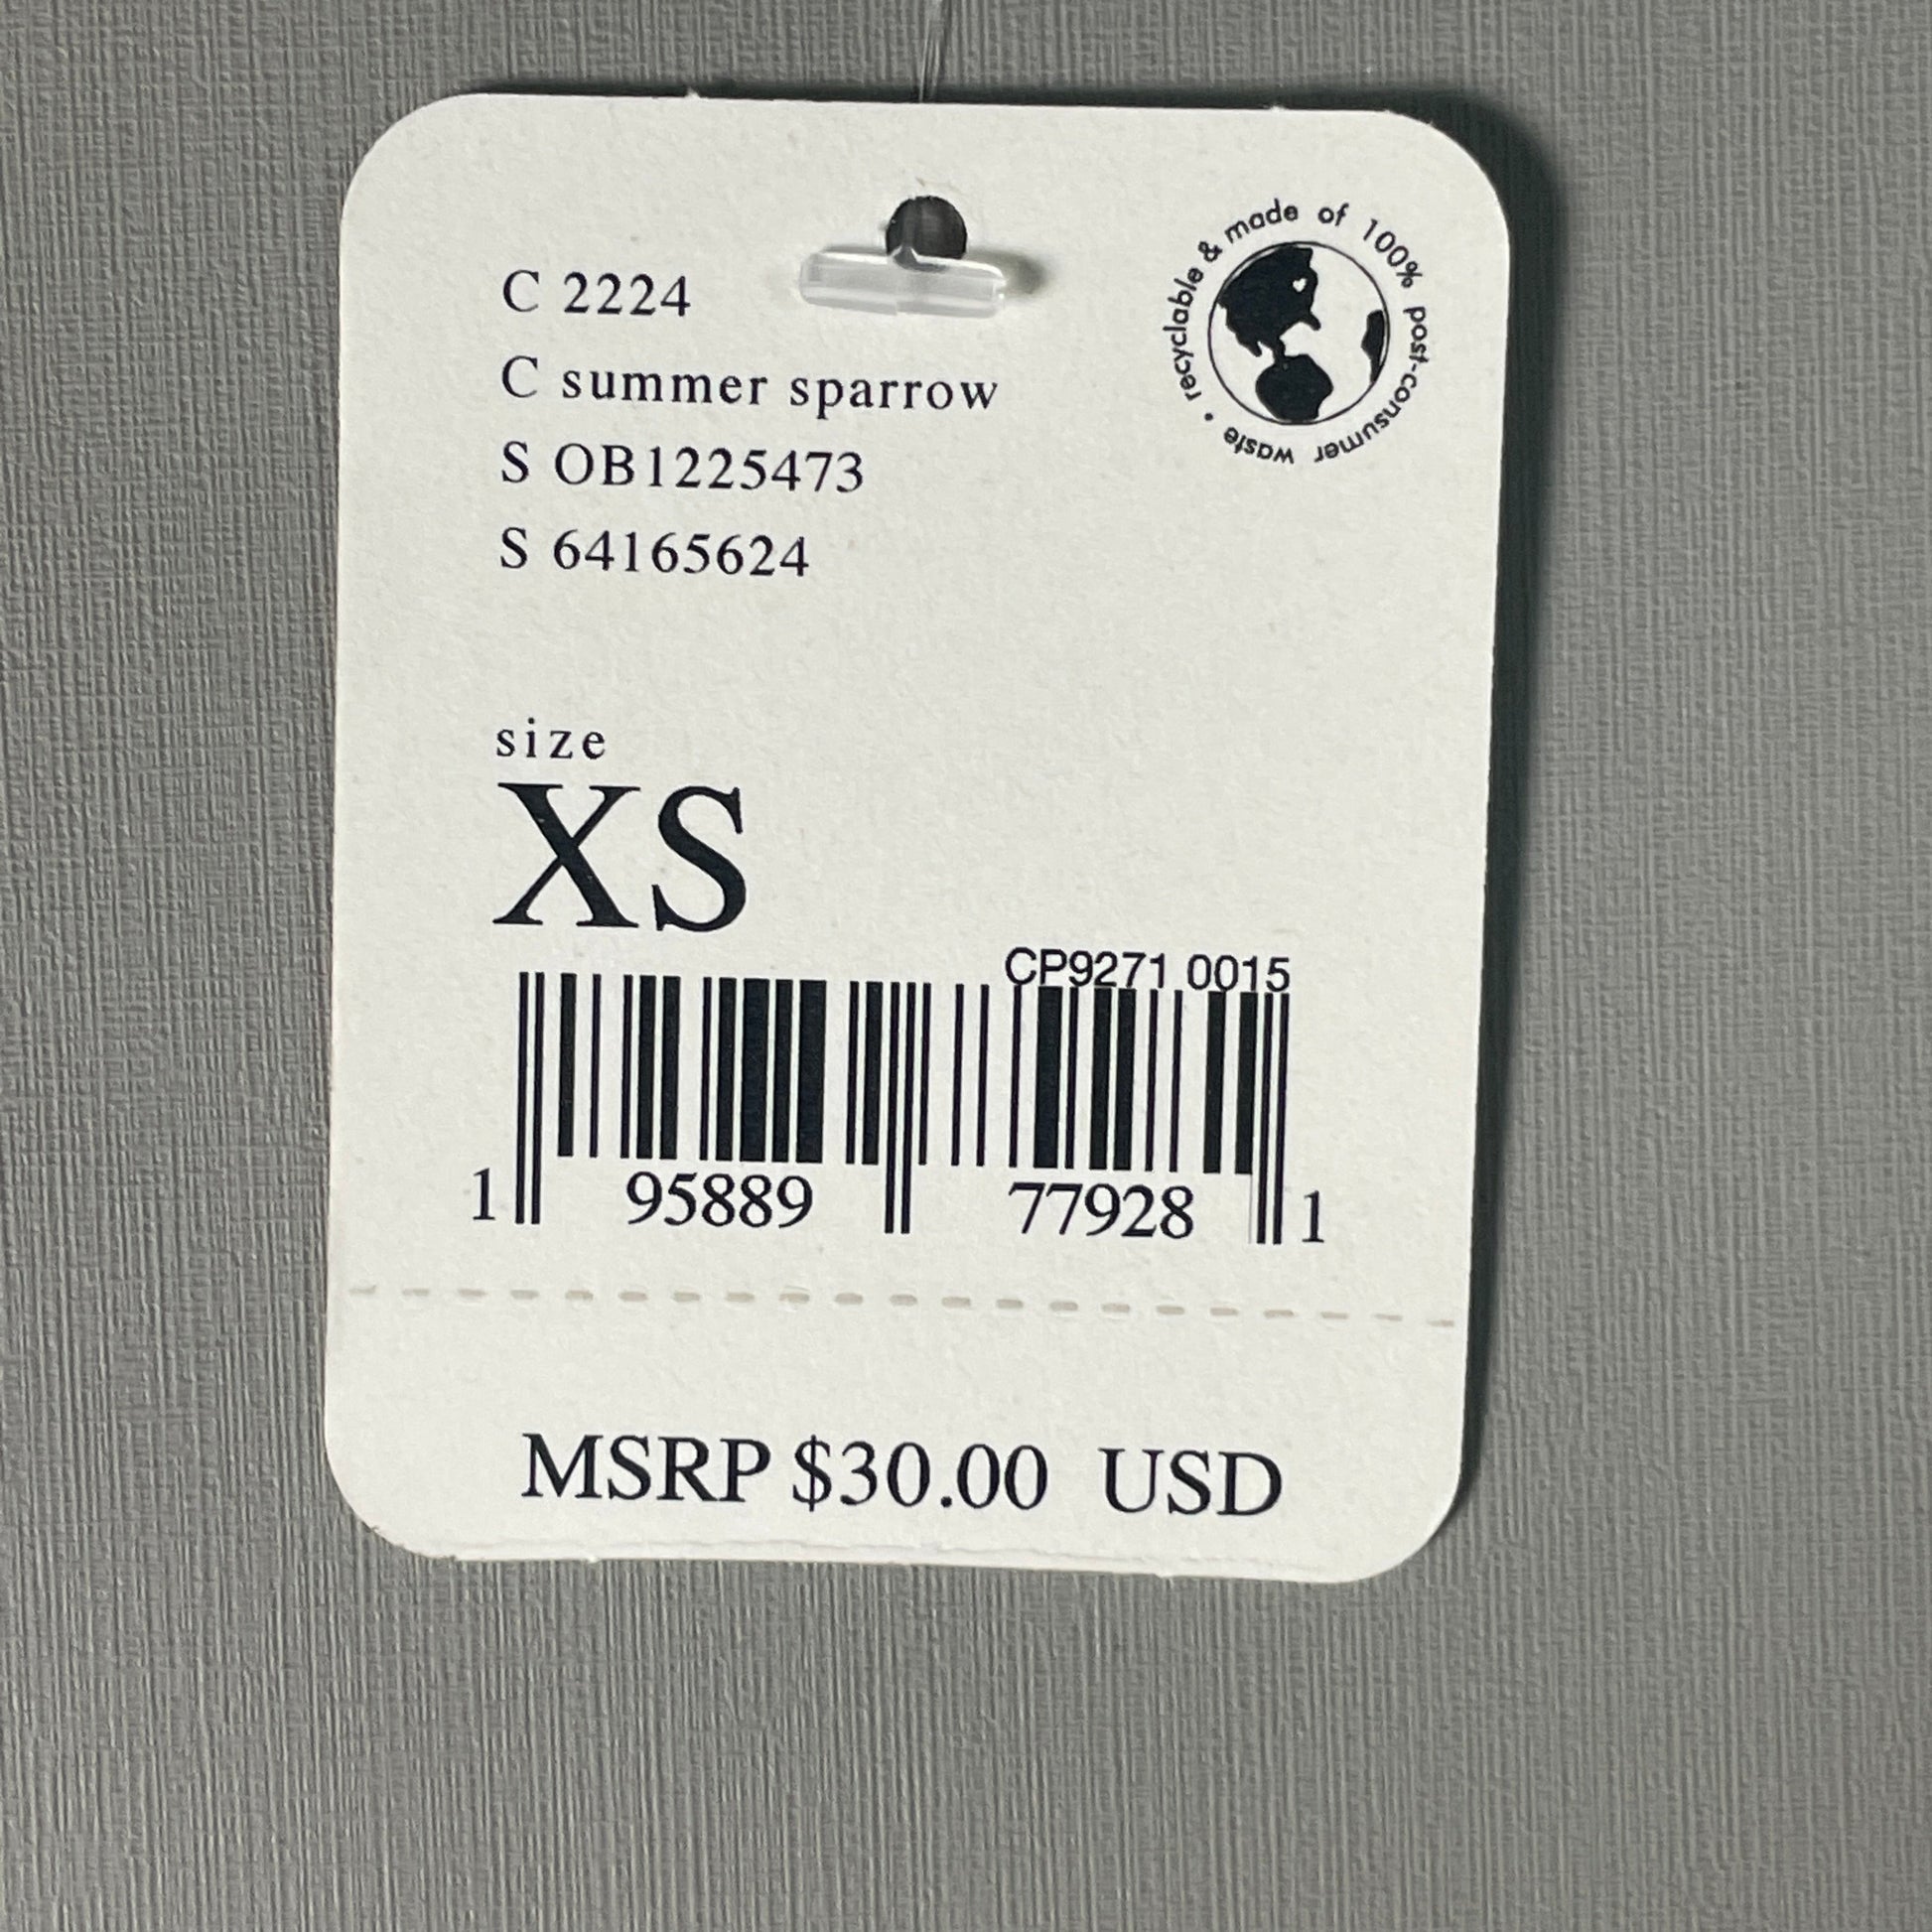 C 2224
C summer sparrow
S OB1225473
S 64165624
recyclable & made of 100% post-consumer waste •
size
XS
CP9271 0015
1 95889 77928 1
MSRP $30.00 USD